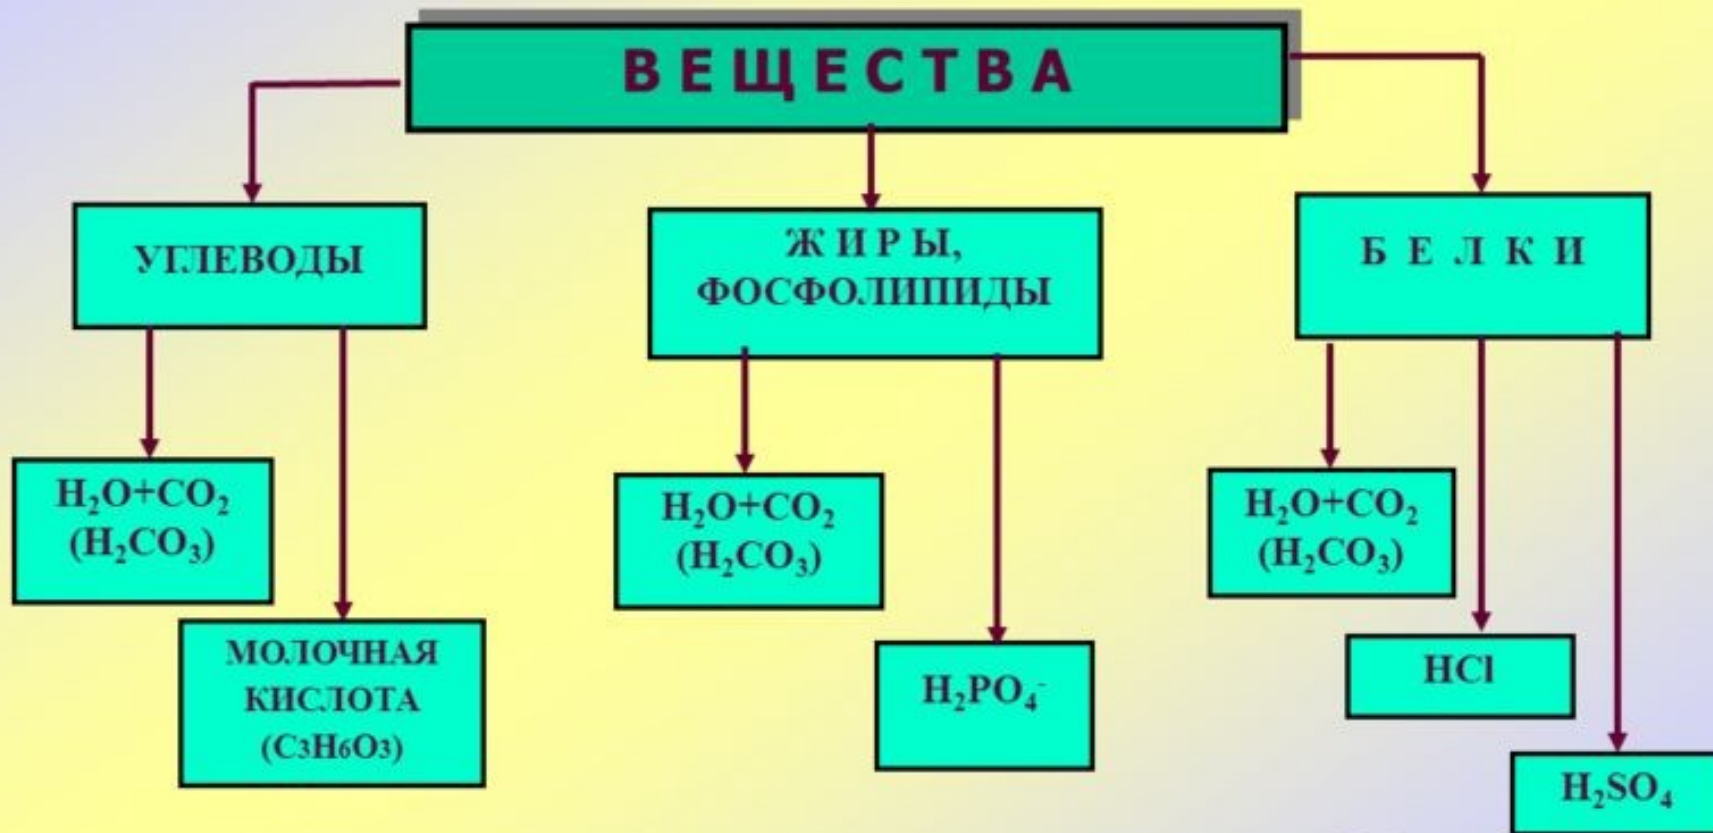 ВЕЩЕСТВА
УГЛЕВОДЫ
ЖИРЫ,
ФОСФОЛИПИДЫ
БЕЛКИ
H₂O+CO₂
(H₂CO₃)
МОЛОЧНАЯ
КИСЛОТА
(C₃H₆O₃)
H₂O+CO₂
(H₂CO₃)
H₂PO₄⁻
H₂O+CO₂
(H₂CO₃)
HCl
H₂SO₄